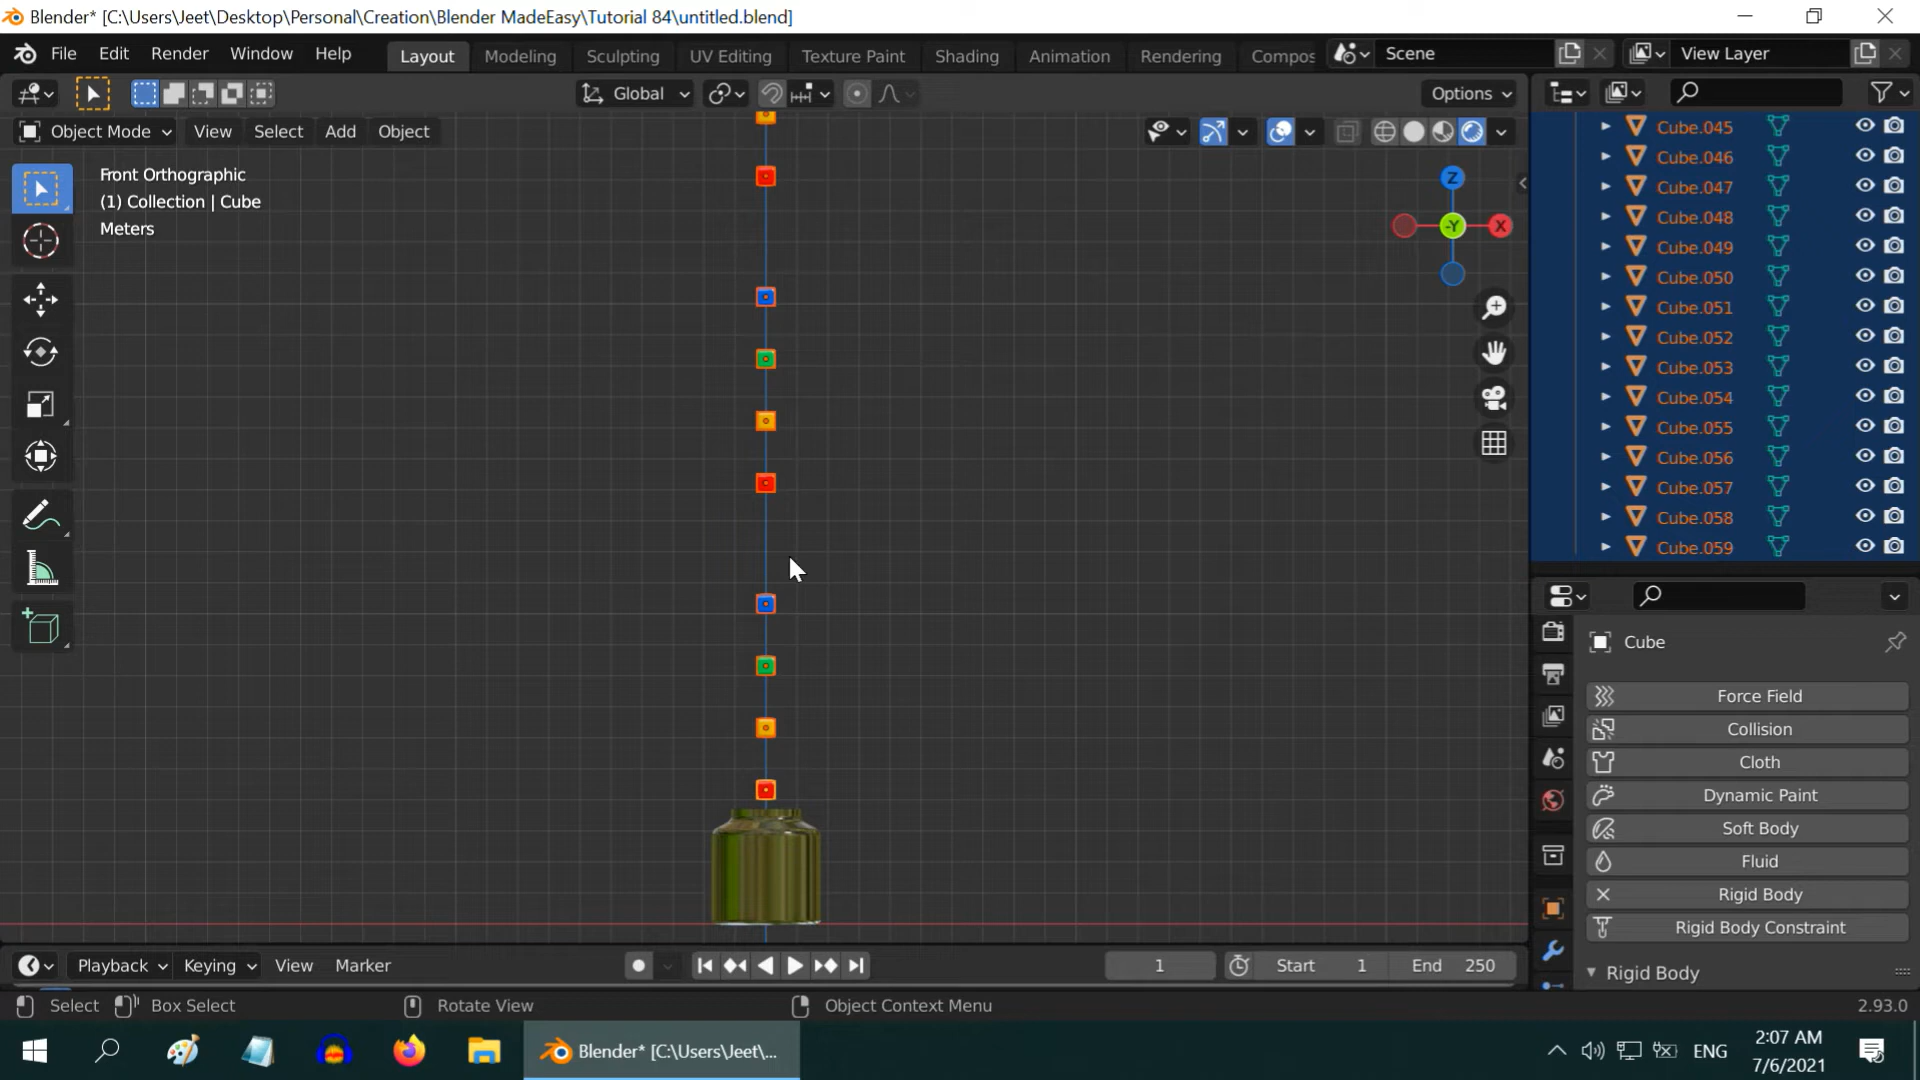 Blender* [C:\Users\Jeet\Desktop\Personal\Creation\Blender MadeEasy\Tutorial 84\untitled.blend]
File Edit Render Window Help Layout Modeling Sculpting UV Editing Texture Paint Shading Animation Rendering Compos Scene View Layer
Global Options
Object Mode View Select Add Object
Front Orthographic
(1) Collection | Cube
Meters
Z
-Y
X
Cube.045
Cube.046
Cube.047
Cube.048
Cube.049
Cube.050
Cube.051
Cube.052
Cube.053
Cube.054
Cube.055
Cube.056
Cube.057
Cube.058
Cube.059
Cube
Force Field
Collision
Cloth
Dynamic Paint
Soft Body
Fluid
Rigid Body
Rigid Body Constraint
Rigid Body
Playback Keying View Marker 1 Start 1 End 250
Select Box Select Rotate View Object Context Menu 2.93.0
Blender* [C:\Users\Jeet\... ENG 2:07 AM
7/6/2021